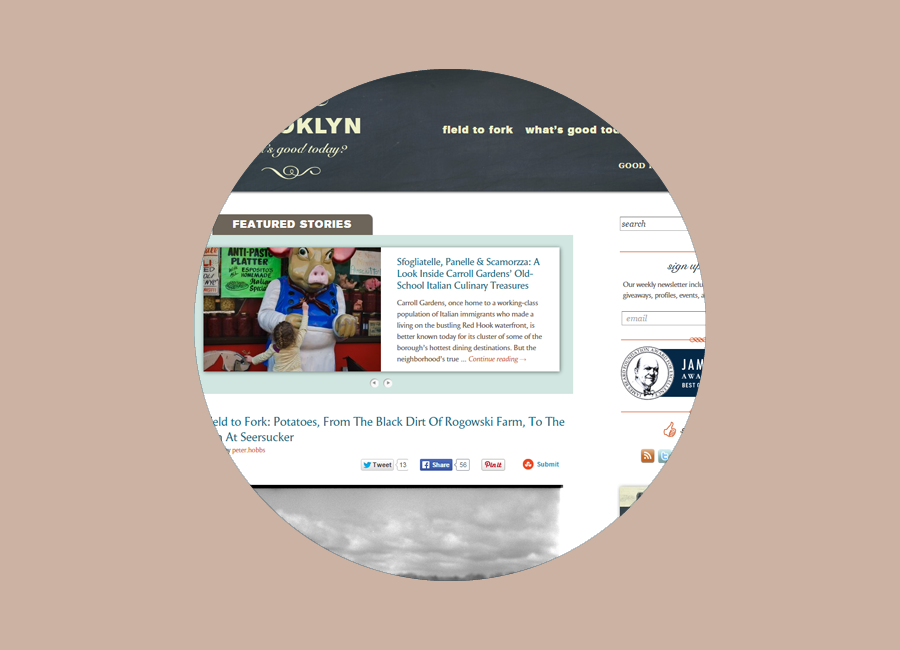 OKLYN
field to fork what's good
's good today?
GOOD
FEATURED STORIES
search
ANTI-PASTO
PLATTER
ESPOSITO'S
HOMEMADE
Sfogliatelle, Panelle & Scamorzza: A
Look Inside Carroll Gardens' Old-
School Italian Culinary Treasures
Carroll Gardens, once home to a working-class
population of Italian immigrants who made a
living on the bustling Red Hook waterfront, is
better known today for its cluster of some of the
borough's hottest dining destinations. But the
neighborhood's true ... Continue reading →
sign up
Our weekly newsletter inclu
giveaways, profiles, events, a
email
JAM
AWA
BEST
eld to Fork: Potatoes, From The Black Dirt Of Rogowski Farm, To The
At Seersucker
by peter.hobbs
Tweet 13 Share 56 Pin it Submit